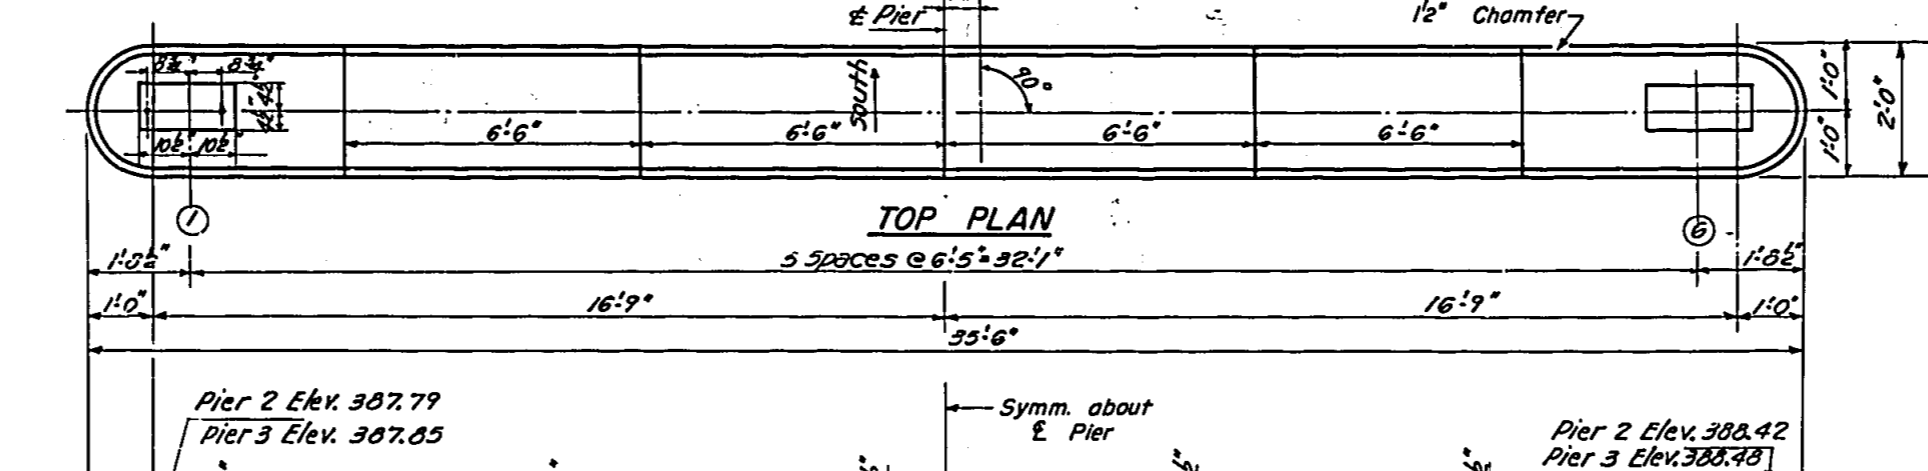 ℄ Pier
1½" Chamfer
8¾" 8¾"
4½" 4½"
10½" 10½"
South
90°
6'-6" 6'-6" 6'-6" 6'-6"
1'-0"
1'-0"
2'-0"
1 6
TOP PLAN
1'-8½" 5 Spaces @ 6'-5" = 32'-1" 1'-8½"
1'-0" 16'-9" 16'-9" 1'-0"
35'-6"
Pier 2 Elev. 387.79
Pier 3 Elev. 387.85
Symm. about
℄ Pier
Pier 2 Elev. 388.42
Pier 3 Elev. 388.48